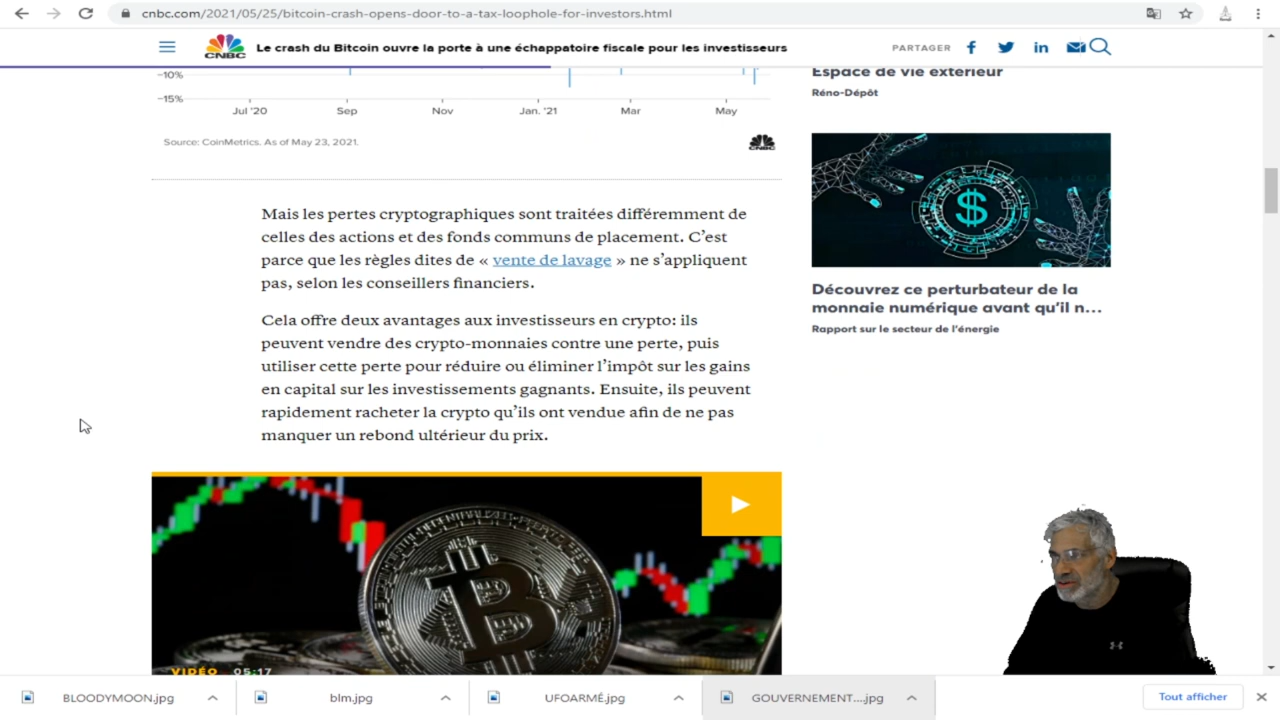 cnbc.com/2021/05/25/bitcoin-crash-opens-door-to-a-tax-loophole-for-investors.html
CNBC
Le crash du Bitcoin ouvre la porte à une échappatoire fiscale pour les investisseurs
PARTAGER
−10%
−15%
Jul '20
Sep
Nov
Jan. '21
Mar
May
Source: CoinMetrics. As of May 23, 2021.
CNBC
Mais les pertes cryptographiques sont traitées différemment de
celles des actions et des fonds communs de placement. C'est
parce que les règles dites de « vente de lavage » ne s'appliquent
pas, selon les conseillers financiers.
Cela offre deux avantages aux investisseurs en crypto: ils
peuvent vendre des crypto-monnaies contre une perte, puis
utiliser cette perte pour réduire ou éliminer l'impôt sur les gains
en capital sur les investissements gagnants. Ensuite, ils peuvent
rapidement racheter la crypto qu'ils ont vendue afin de ne pas
manquer un rebond ultérieur du prix.
VIDÉO 05:17
Espace de vie extérieur
Réno-Dépôt
Découvrez ce perturbateur de la
monnaie numérique avant qu'il n...
Rapport sur le secteur de l'énergie
BLOODYMOON.jpg
blm.jpg
UFOARMÉ.jpg
GOUVERNEMENT....jpg
Tout afficher